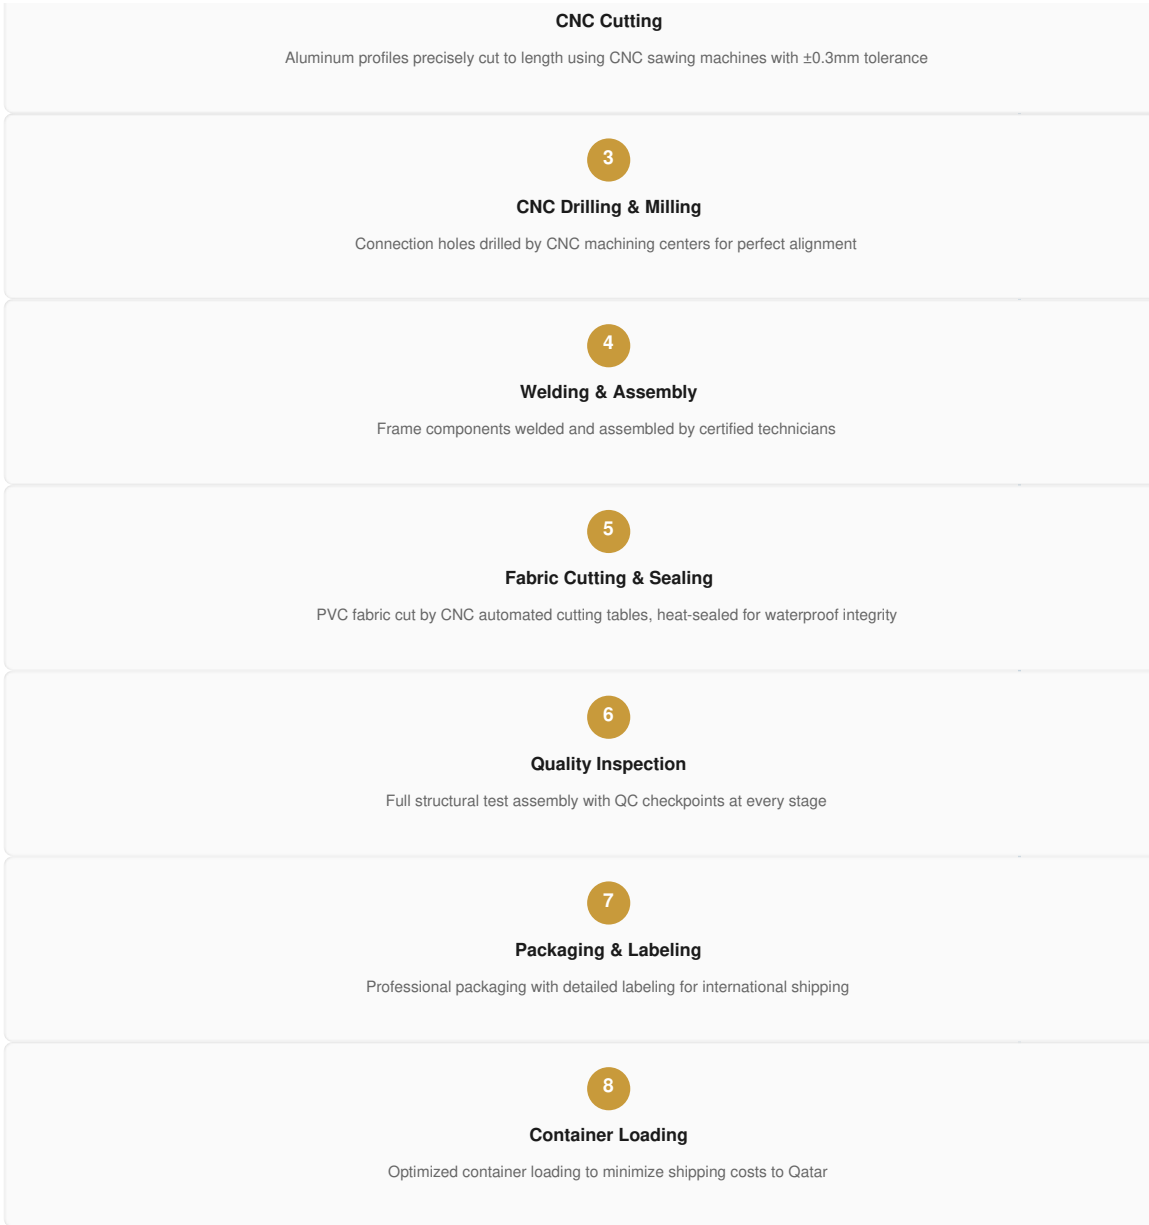 CNC Cutting
Aluminum profiles precisely cut to length using CNC sawing machines with ±0.3mm tolerance
3
CNC Drilling & Milling
Connection holes drilled by CNC machining centers for perfect alignment
4
Welding & Assembly
Frame components welded and assembled by certified technicians
5
Fabric Cutting & Sealing
PVC fabric cut by CNC automated cutting tables, heat-sealed for waterproof integrity
6
Quality Inspection
Full structural test assembly with QC checkpoints at every stage
7
Packaging & Labeling
Professional packaging with detailed labeling for international shipping
8
Container Loading
Optimized container loading to minimize shipping costs to Qatar